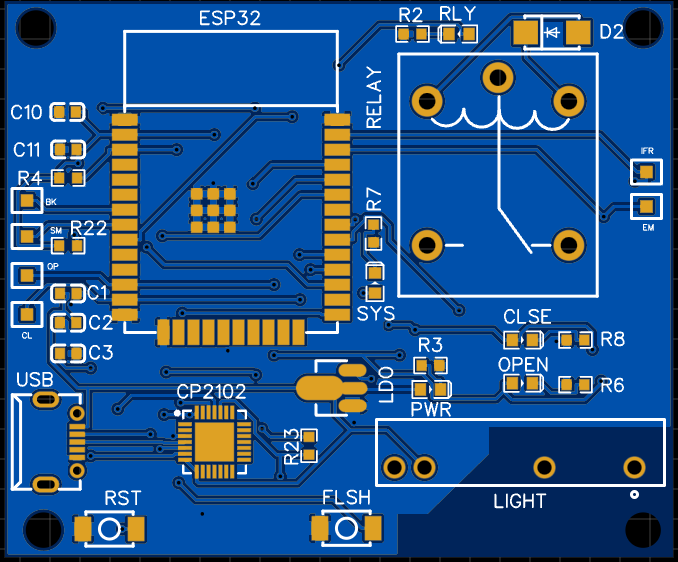 ESP32
R2
RLY
D2
RELAY
C10
C11
R4
BK
SM
R22
OP
CL
C1
C2
C3
R7
SYS
IFR
EM
CLSE
R8
R3
OPEN
R6
LDO
PWR
USB
CP2102
R23
LIGHT
RST
FLSH